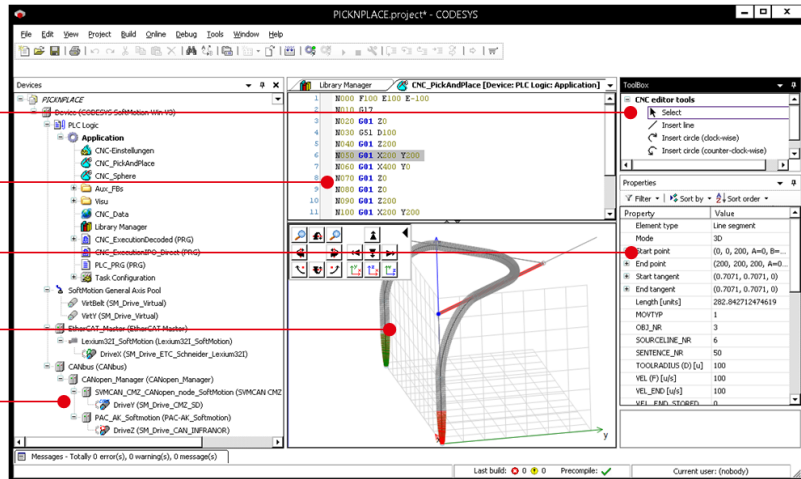 PICKNPLACE.project* - CODESYS
File Edit View Project Build Online Debug Tools Window Help
Devices
PICKNPLACE
Device (CODESYS SoftMotion Win V3)
PLC Logic
Application
CNC-Einstellungen
CNC_PickAndPlace
CNC_Sphere
Aux_FBs
Visu
CNC_Data
Library Manager
CNC_ExecutionDecoded (PRG)
CNC_ExecutionIPO_Direct (PRG)
PLC_PRG (PRG)
Task Configuration
SoftMotion General Axis Pool
VirtBelt (SM_Drive_Virtual)
VirtY (SM_Drive_Virtual)
EtherCAT_Master (EtherCAT Master)
Lexium32I_SoftMotion (Lexium32I_SoftMotion)
DriveX (SM_Drive_ETC_Schneider_Lexium32I)
CANbus (CANbus)
CANopen_Manager (CANopen_Manager)
SVMCAN_CMZ_CANopen_node_SoftMotion (SVMCAN CMZ
DriveY (SM_Drive_CMZ_SD)
PAC_AK_Softmotion (PAC-AK_Softmotion)
DriveZ (SM_Drive_CAN_INFRANOR)
Library Manager
CNC_PickAndPlace [Device: PLC Logic: Application]
1 N000 F100 E100 E-100
2 N010 G17
3 N020 G01 Z0
4 N030 G51 D100
5 N040 G01 Z200
6 N050 G01 X200 Y200
7 N060 G01 X400 Y0
8 N070 G01 Z0
9 N080 G01 Z0
10 N090 G01 Z200
11 N100 G01 X200 Y200
y
ToolBox
CNC editor tools
Select
Insert line
Insert circle (clock-wise)
Insert circle (counter-clock-wise)
Properties
Filter Sort by Sort order
Property Value
Element type Line segment
Mode 3D
Start point (0, 0, 200, A=0, B=...
End point (200, 200, 200, A=0...
Start tangent (0.7071, 0.7071, 0)
End tangent (0.7071, 0.7071, 0)
Length [units] 282.842712474619
MOVTYP 1
OBJ_NR 3
SOURCELINE_NR 6
SENTENCE_NR 50
TOOLRADIUS (D) [u] 100
VEL (F) [u/s] 100
VEL_END [u/s] 100
VEL_END_STORED 0
Messages - Totally 0 error(s), 0 warning(s), 0 message(s)
Last build: 0 0 Precompile: Current user: (nobody)